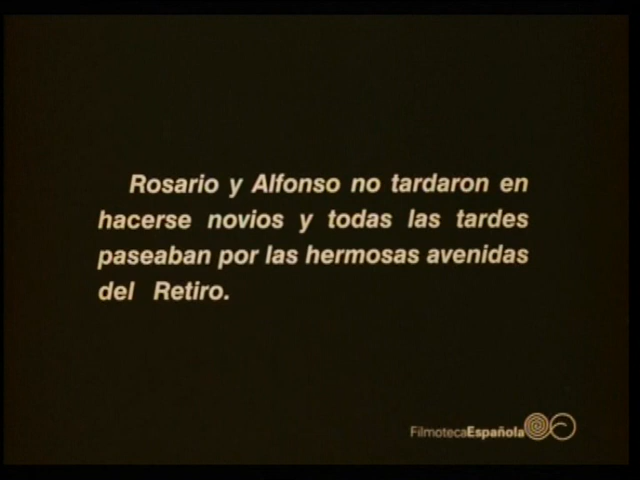 Rosario y Alfonso no tardaron en
hacerse novios y todas las tardes
paseaban por las hermosas avenidas
del Retiro.
FilmotecaEspañola